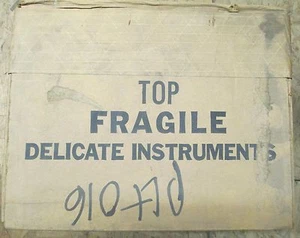 TOP
FRAGILE
DELICATE INSTRUMENTS